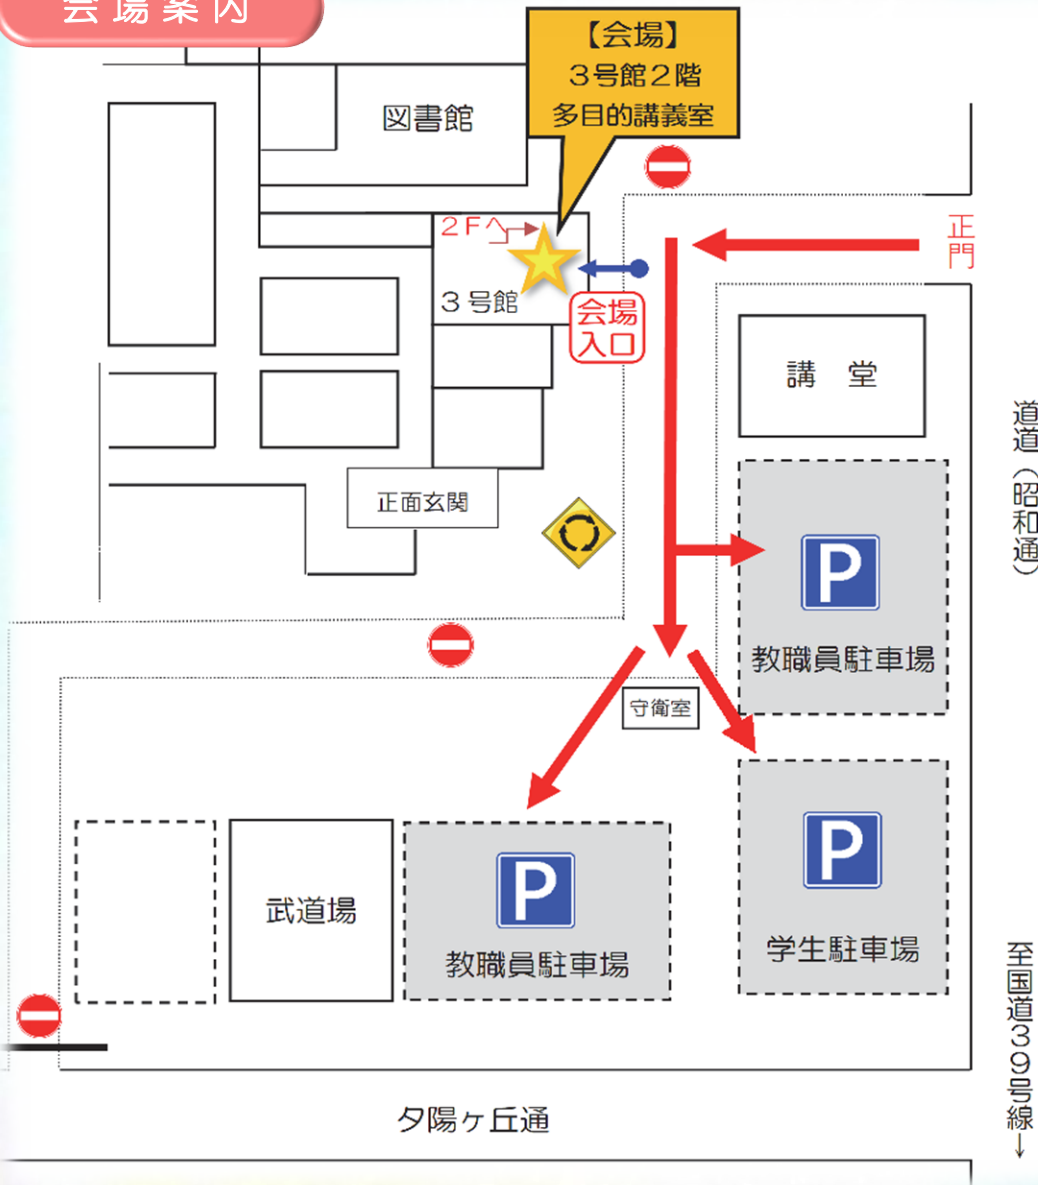 会場案内
【会場】
３号館２階
多目的講義室
図書館
２Ｆへ
３号館
会場
入口
正門
講　堂
道道（昭和通）
正面玄関
P
教職員駐車場
守衛室
P
教職員駐車場
武道場
P
学生駐車場
至国道３９号線→
夕陽ヶ丘通